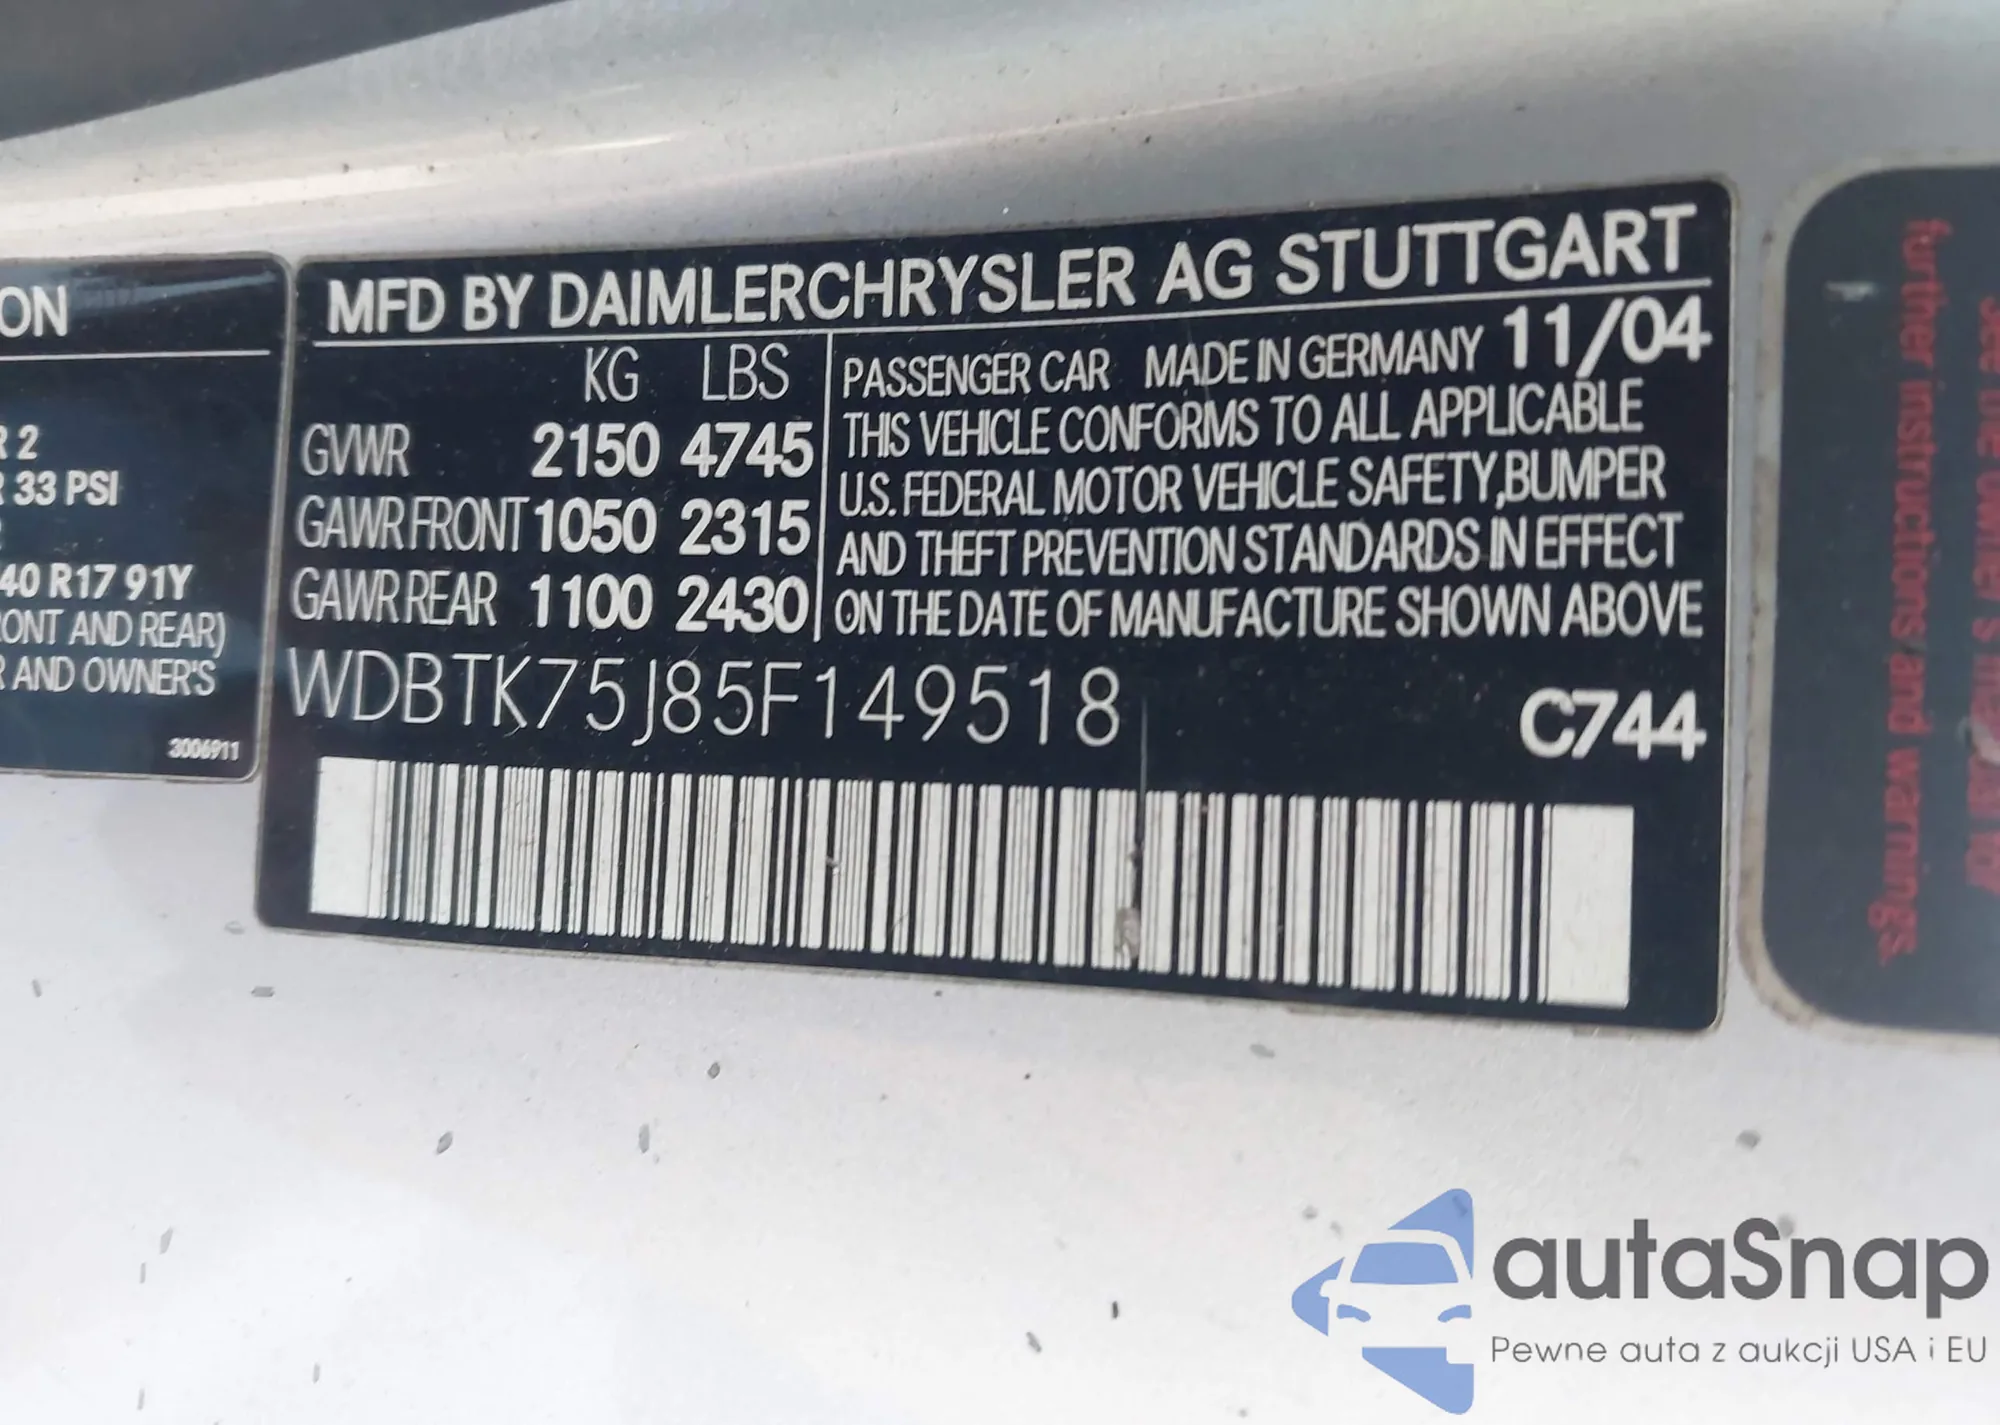 ON
R 2
R 33 PSI
40 R17 91Y
RONT AND REAR)
R AND OWNER'S
3006911
MFD BY DAIMLERCHRYSLER AG STUTTGART
KG LBS
GVWR 2150 4745
GAWR FRONT 1050 2315
GAWR REAR 1100 2430
PASSENGER CAR MADE IN GERMANY 11/04
THIS VEHICLE CONFORMS TO ALL APPLICABLE
U.S. FEDERAL MOTOR VEHICLE SAFETY, BUMPER
AND THEFT PREVENTION STANDARDS IN EFFECT
ON THE DATE OF MANUFACTURE SHOWN ABOVE
WDBTK75J85F149518
C744
See the owner's
further instructions and warnings.
autaSnap
Pewne auta z aukcji USA i EU